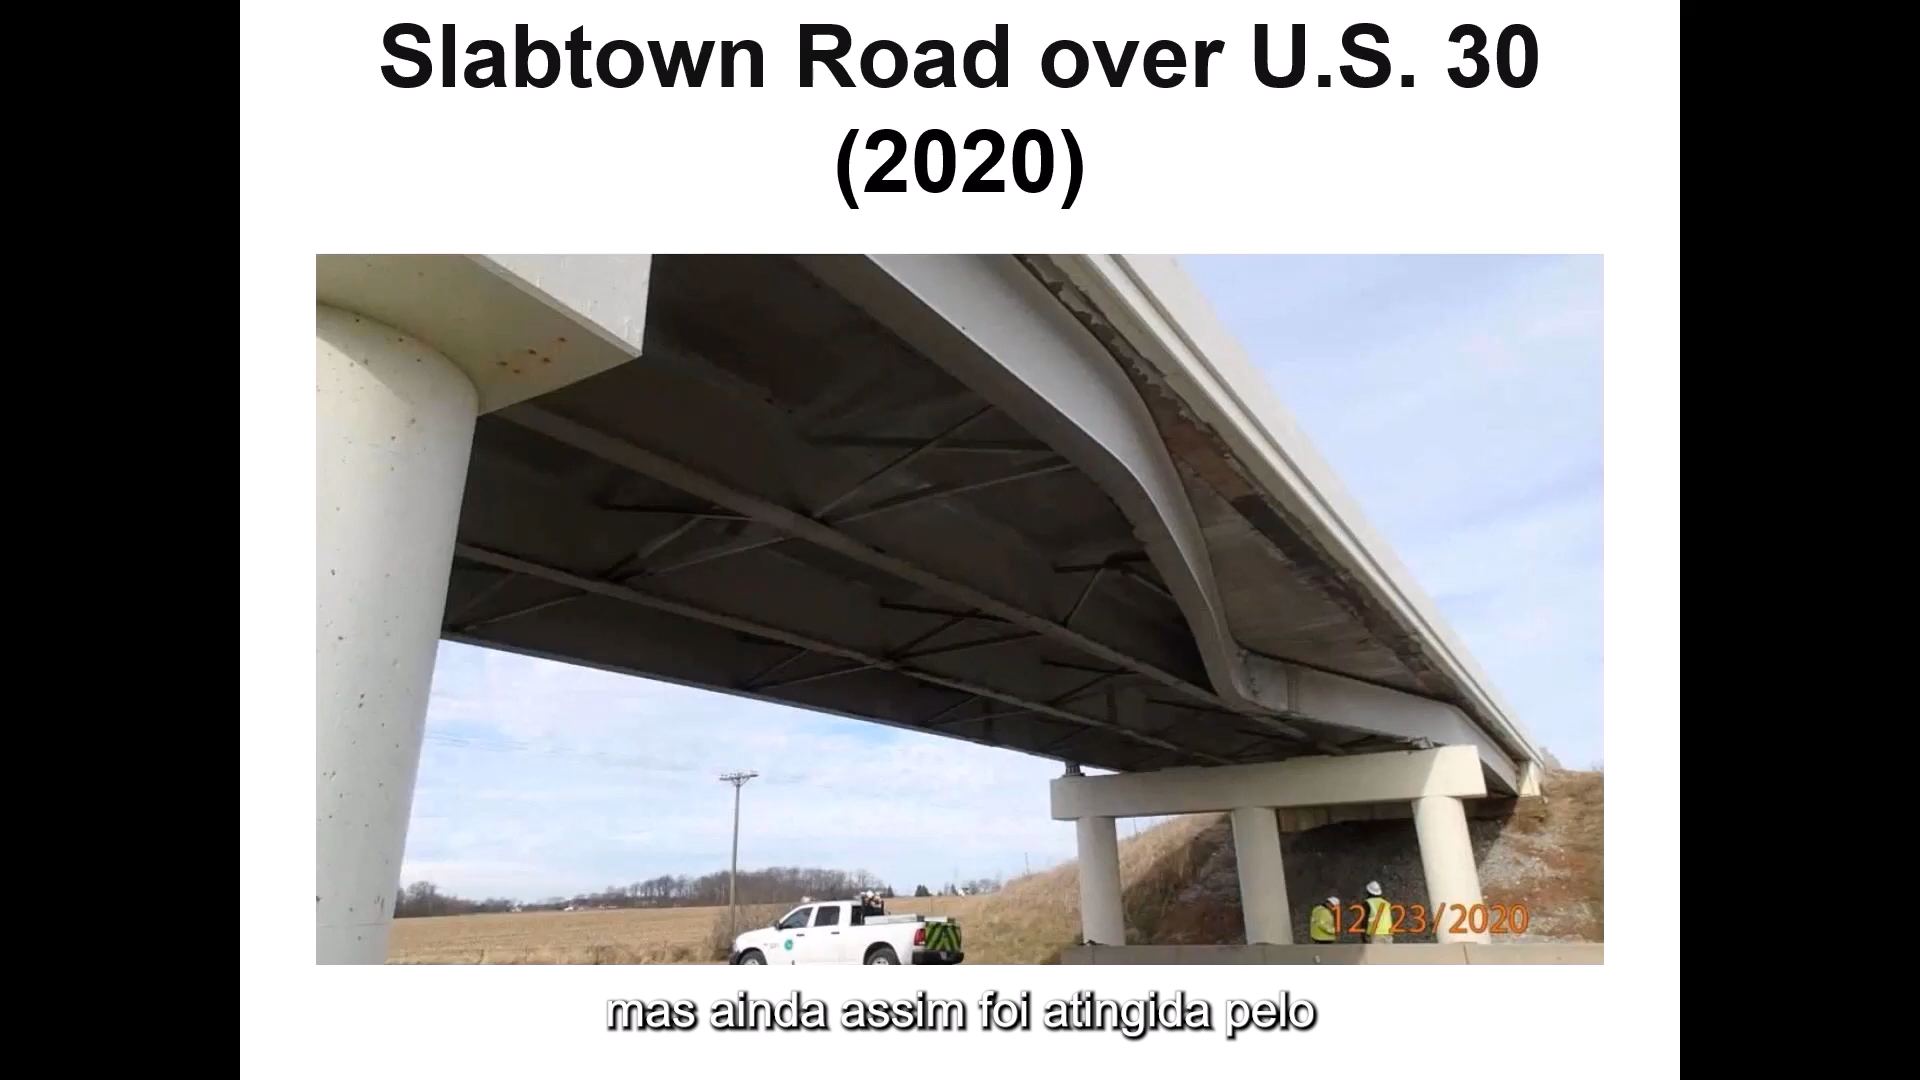 Slabtown Road over U.S. 30
(2020)
12/23/2020
mas ainda assim foi atingida pelo